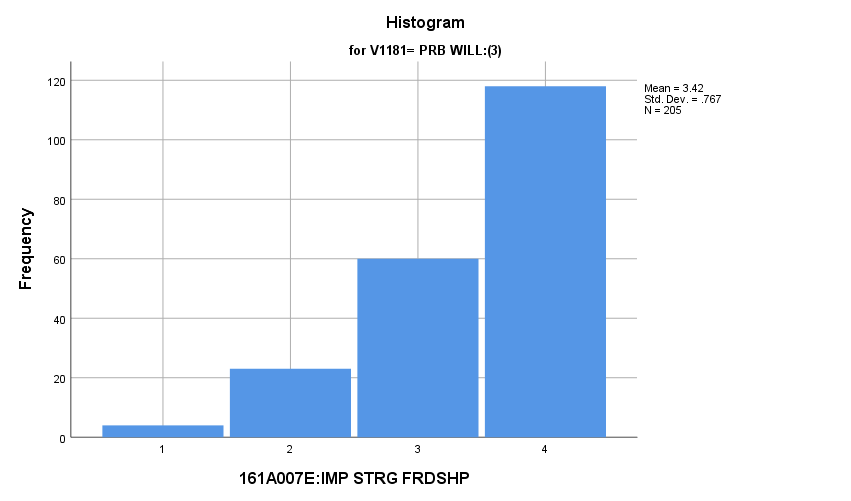 Histogram
for V1181= PRB WILL:(3)
Mean = 3.42
Std. Dev. = .767
N = 205
120
100
80
60
40
20
0
Frequency
1 2 3 4
161A007E:IMP STRG FRDSHP